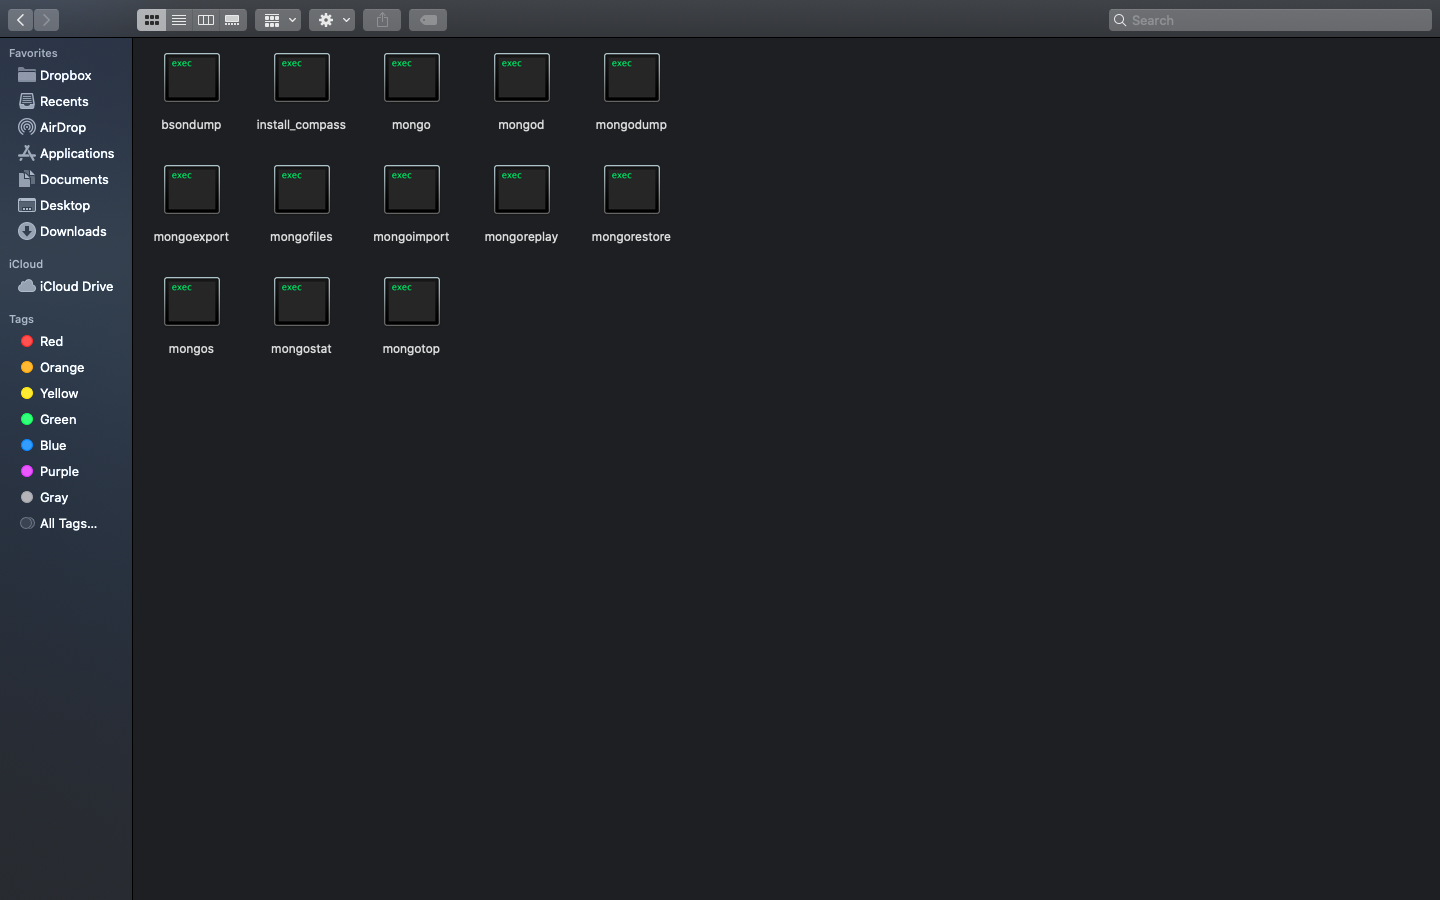 Search
Favorites
Dropbox
Recents
AirDrop
Applications
Documents
Desktop
Downloads
iCloud
iCloud Drive
Tags
Red
Orange
Yellow
Green
Blue
Purple
Gray
All Tags...
exec exec exec exec exec
bsondump install_compass mongo mongod mongodump
exec exec exec exec exec
mongoexport mongofiles mongoimport mongoreplay mongorestore
exec exec exec
mongos mongostat mongotop